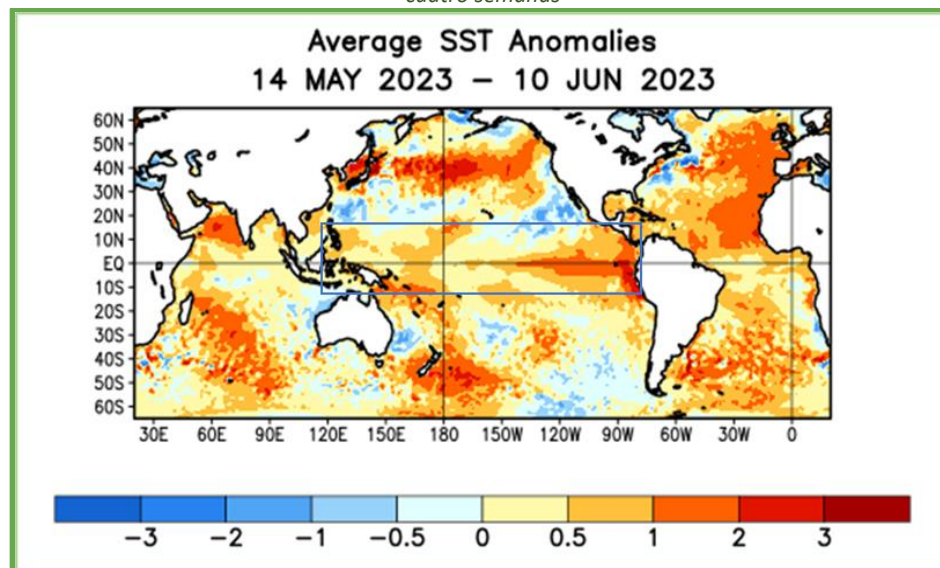 cuatro semanas
Average SST Anomalies
14 MAY 2023 – 10 JUN 2023
60N
50N
40N
30N
20N
10N
EQ
10S
20S
30S
40S
50S
60S
30E 60E 90E 120E 150E 180 150W 120W 90W 60W 30W 0
−3 −2 −1 −0.5 0 0.5 1 2 3